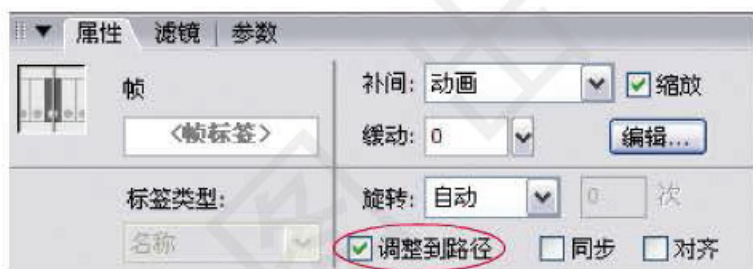 属性 滤镜 参数
帧 补间: 动画 缩放
<帧标签> 缓动: 0 编辑...
标签类型: 旋转: 自动 0 次
名称 调整到路径 同步 对齐